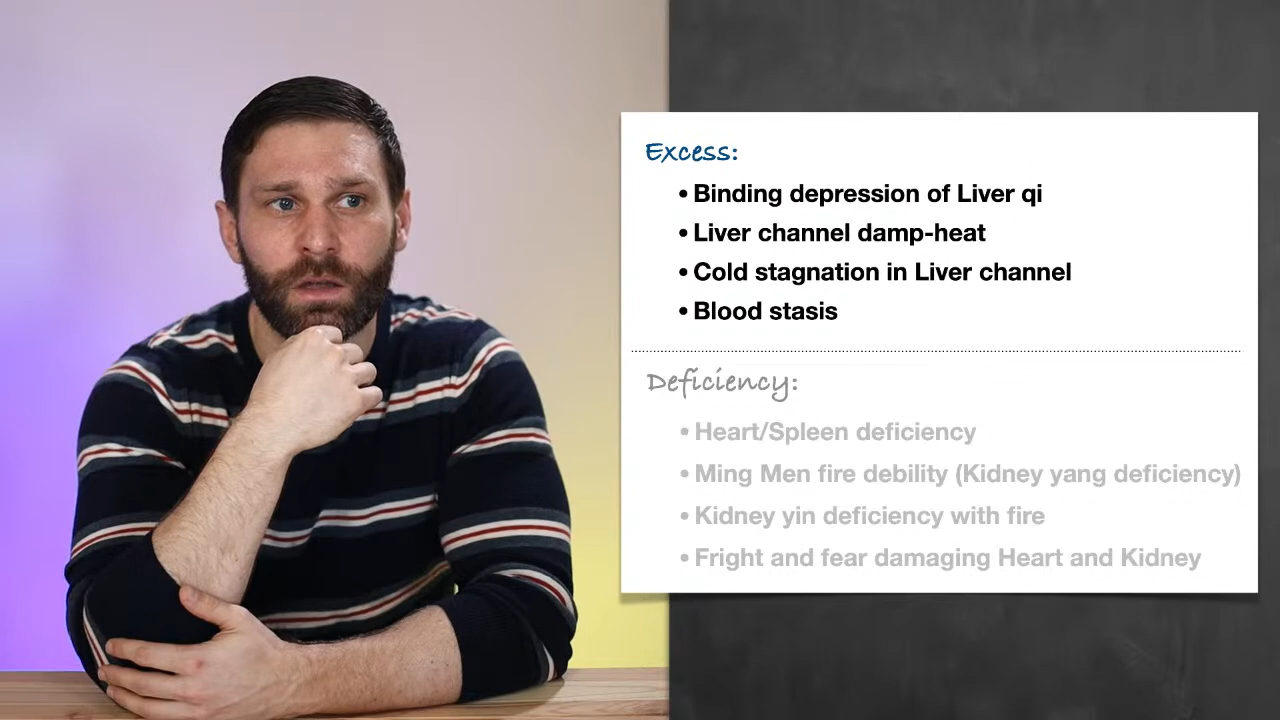 Excess:
• Binding depression of Liver qi
• Liver channel damp-heat
• Cold stagnation in Liver channel
• Blood stasis
Deficiency:
• Heart/Spleen deficiency
• Ming Men fire debility (Kidney yang deficiency)
• Kidney yin deficiency with fire
• Fright and fear damaging Heart and Kidney